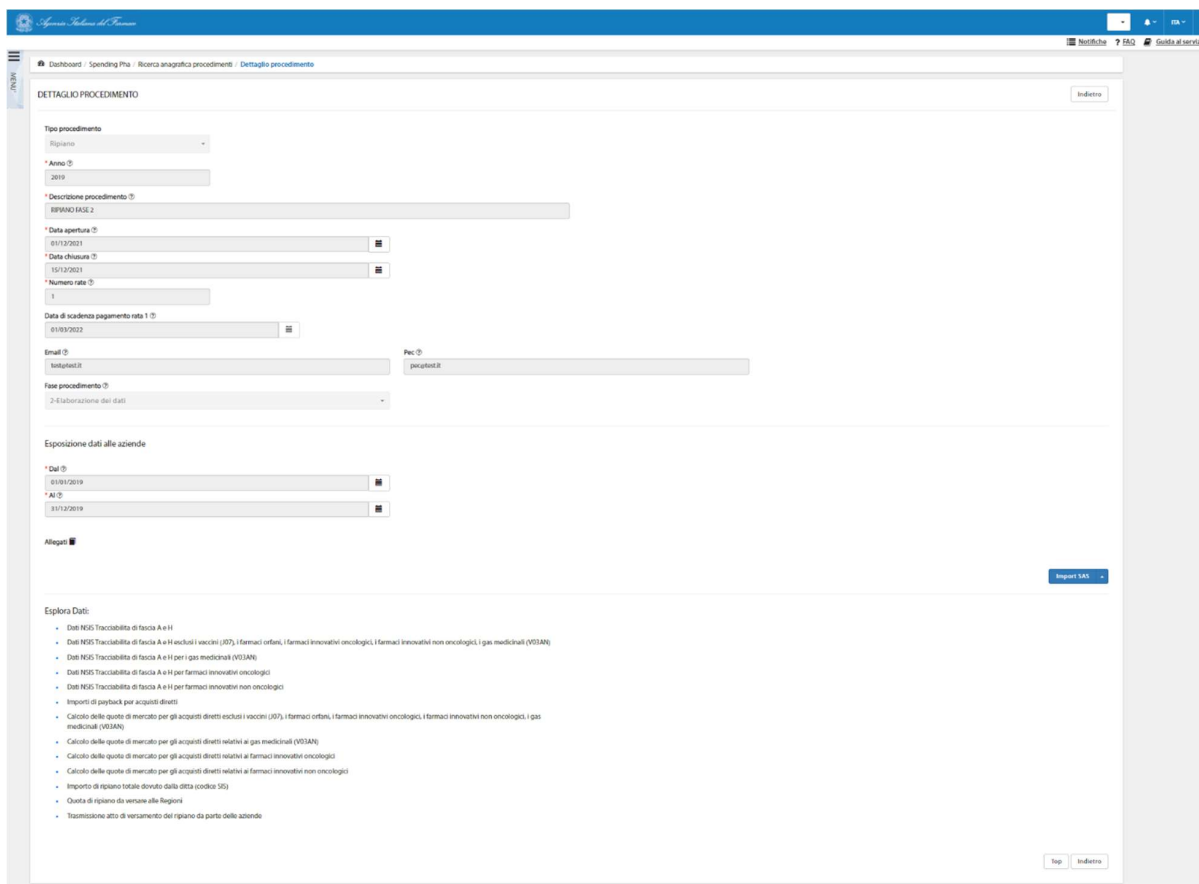 Agenzia Italiana del Farmaco
ITA
Notifiche ? FAQ Guida al serviz
MENU'
Dashboard / Spending Pha / Ricerca anagrafica procedimenti / Dettaglio procedimento
DETTAGLIO PROCEDIMENTO
Indietro
Tipo procedimento
Ripiano
* Anno ?
2019
* Descrizione procedimento ?
RIPIANO FASE 2
* Data apertura ?
01/12/2021
* Data chiusura ?
15/12/2021
* Numero rate ?
1
Data di scadenza pagamento rata 1 ?
01/03/2022
Email ? Pec ?
test@test.it pec@test.it
Fase procedimento ?
2-Elaborazione dei dati
Esposizione dati alle aziende
* Dal ?
01/01/2019
* Al ?
31/12/2019
Allegati
Import SAS
Esplora Dati:
Dati NSIS Tracciabilita di fascia A e H
Dati NSIS Tracciabilita di fascia A e H esclusi i vaccini (J07), i farmaci orfani, i farmaci innovativi oncologici, i farmaci innovativi non oncologici, i gas medicinali (V03AN)
Dati NSIS Tracciabilita di fascia A e H per i gas medicinali (V03AN)
Dati NSIS Tracciabilita di fascia A e H per farmaci innovativi oncologici
Dati NSIS Tracciabilita di fascia A e H per farmaci innovativi non oncologici
Importi di payback per acquisti diretti
Calcolo delle quote di mercato per gli acquisti diretti esclusi i vaccini (J07), i farmaci orfani, i farmaci innovativi oncologici, i farmaci innovativi non oncologici, i gas
medicinali (V03AN)
Calcolo delle quote di mercato per gli acquisti diretti relativi ai gas medicinali (V03AN)
Calcolo delle quote di mercato per gli acquisti diretti relativi ai farmaci innovativi oncologici
Calcolo delle quote di mercato per gli acquisti diretti relativi ai farmaci innovativi non oncologici
Importo di ripiano totale dovuto dalla ditta (codice SIS)
Quota di ripiano da versare alle Regioni
Trasmissione atto di versamento del ripiano da parte delle aziende
Top Indietro